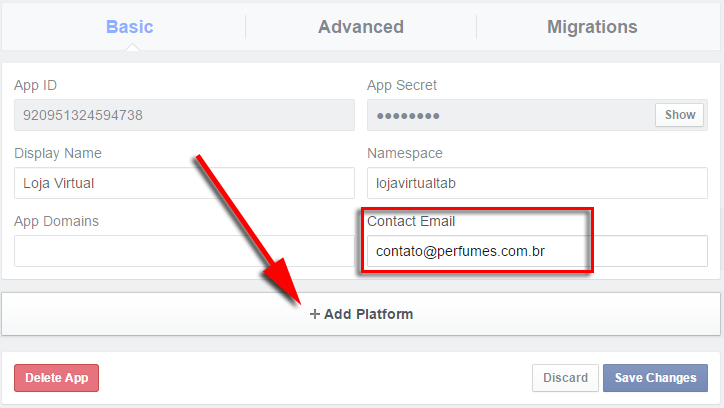 Basic Advanced Migrations
App ID App Secret
920951324594738 ●●●●●●●● Show
Display Name Namespace
Loja Virtual lojavirtualtab
App Domains Contact Email
contato@perfumes.com.br
+ Add Platform
Delete App Discard Save Changes